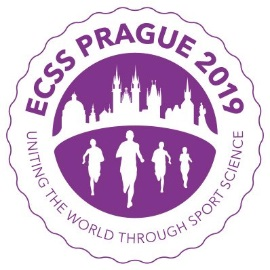 ECSS PRAGUE 2019
UNITING THE WORLD THROUGH SPORT SCIENCE